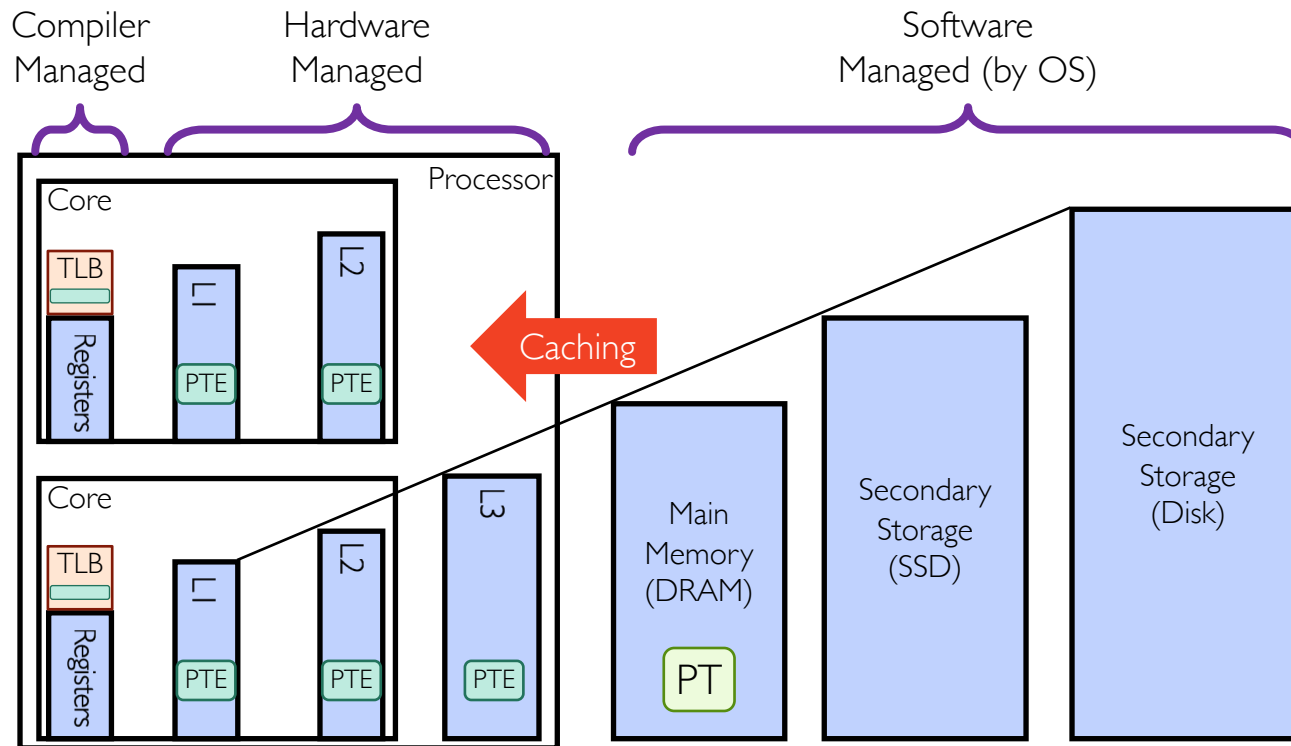 Compiler
Managed
Hardware
Managed
Software
Managed (by OS)
Processor
Core
TLB
Registers
L1
PTE
L2
PTE
Caching
Core
TLB
Registers
L1
PTE
L2
PTE
L3
PTE
Main
Memory
(DRAM)
PT
Secondary
Storage
(SSD)
Secondary
Storage
(Disk)